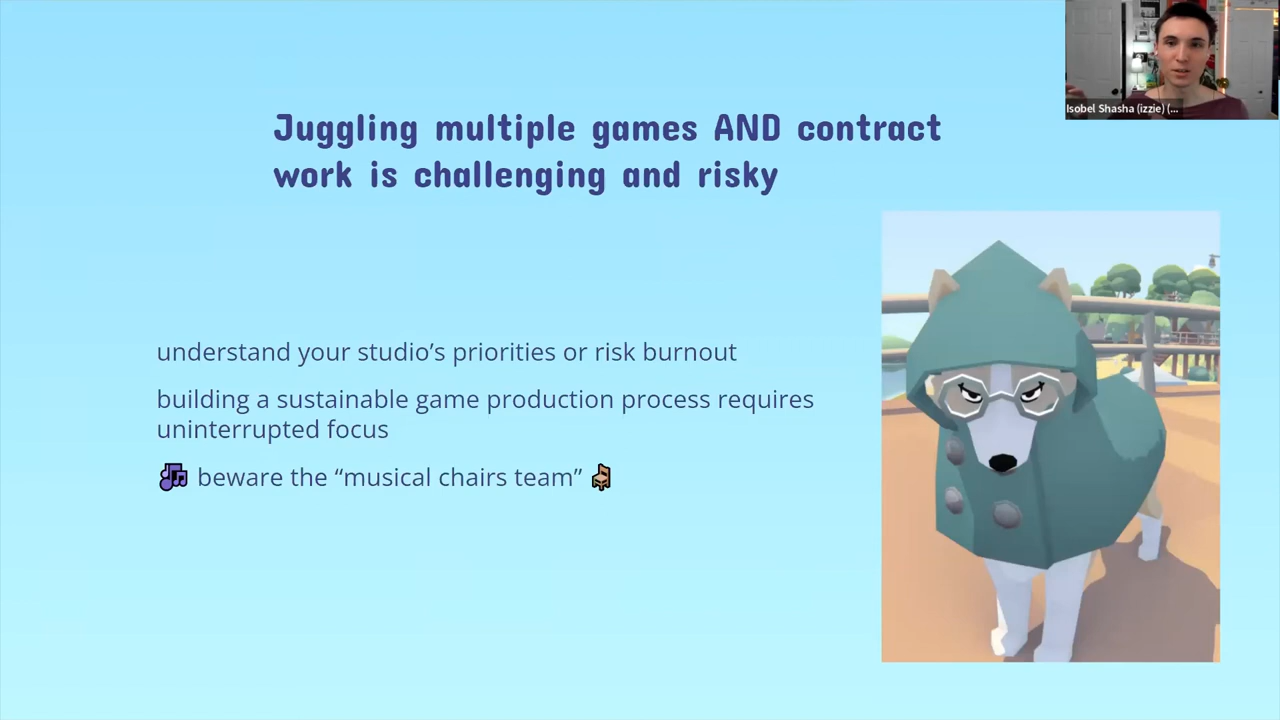 Isobel Shasha (izzie) (...
Juggling multiple games AND contract
work is challenging and risky
understand your studio’s priorities or risk burnout
building a sustainable game production process requires
uninterrupted focus
beware the “musical chairs team”